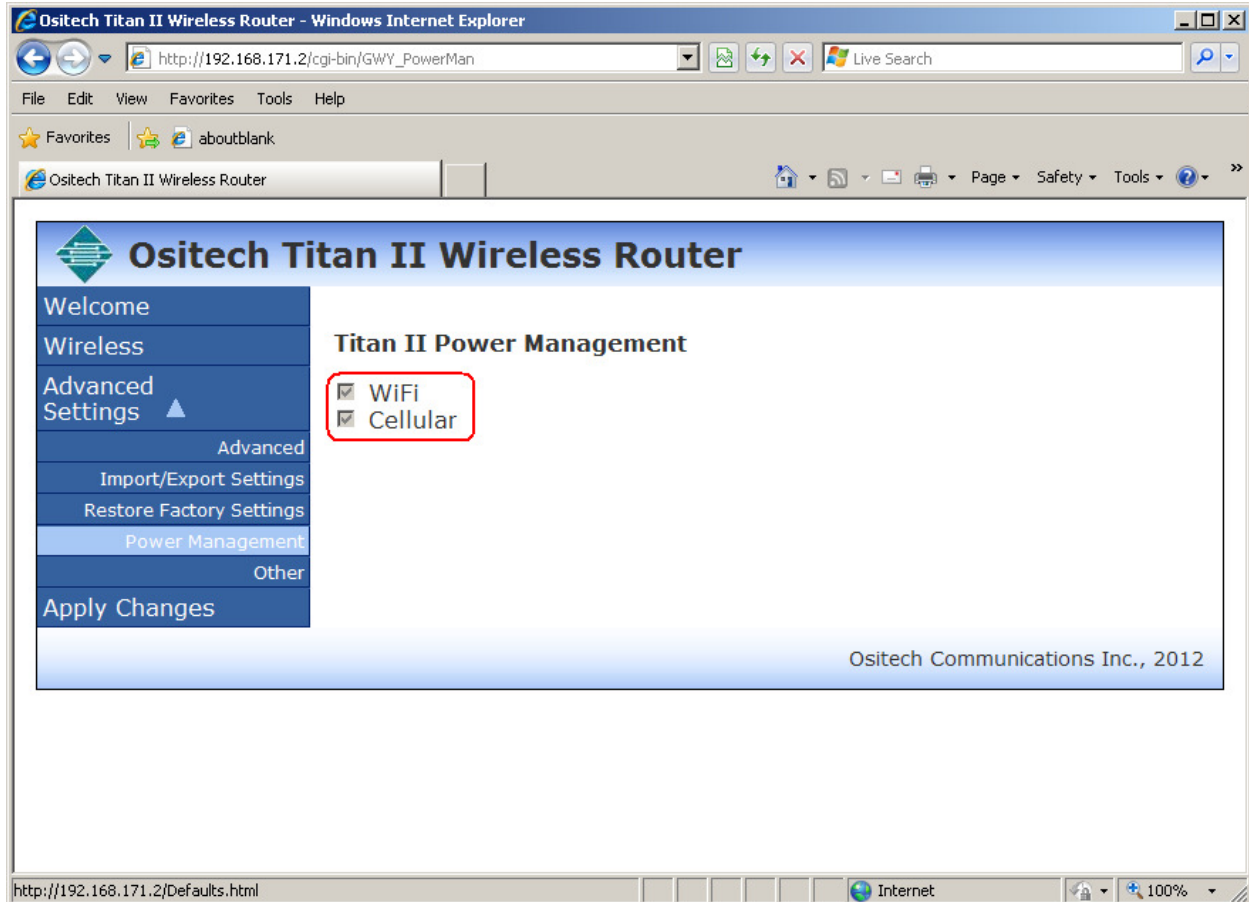 Ositech Titan II Wireless Router - Windows Internet Explorer
http://192.168.171.2/cgi-bin/GWY_PowerMan
Live Search
File Edit View Favorites Tools Help
Favorites aboutblank
Ositech Titan II Wireless Router
Page Safety Tools »
Ositech Titan II Wireless Router
Welcome
Wireless
Advanced
Settings
Advanced
Import/Export Settings
Restore Factory Settings
Power Management
Other
Apply Changes
Titan II Power Management
WiFi
Cellular
Ositech Communications Inc., 2012
http://192.168.171.2/Defaults.html
Internet
100%